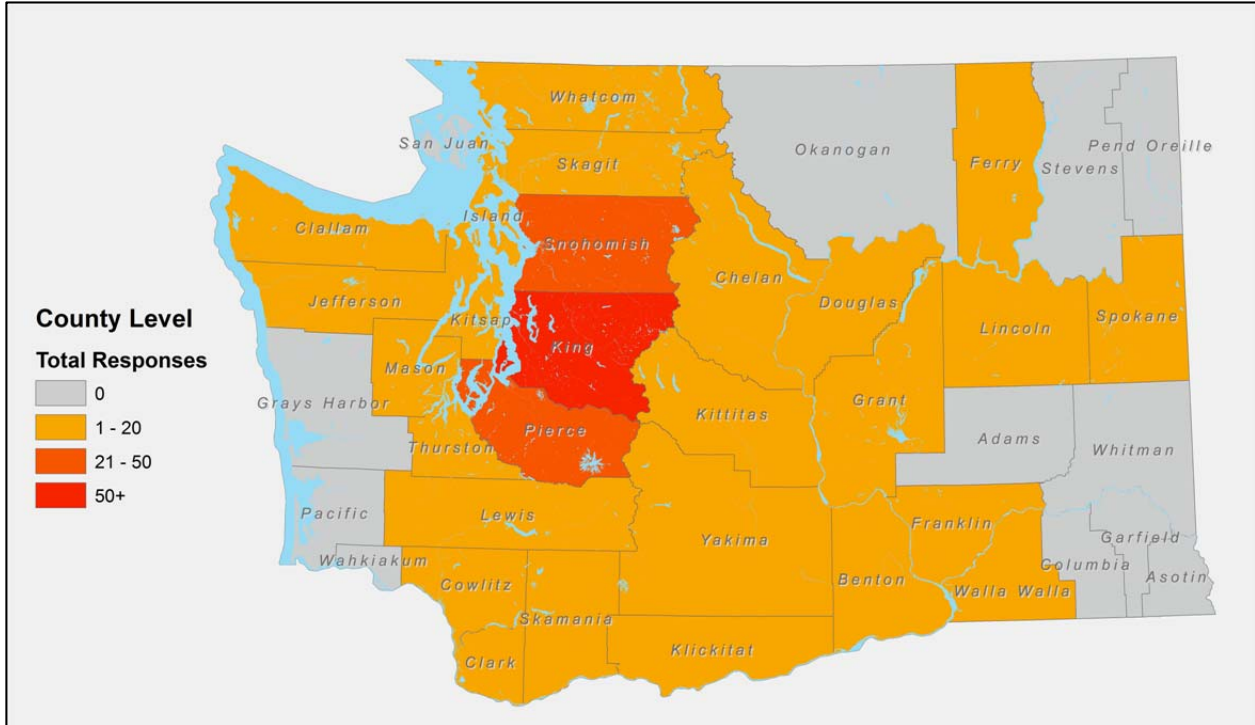 Whatcom
San Juan
Okanogan
Pend Oreille
Skagit
Ferry
Stevens
Island
Clallam
Snohomish
Chelan
Jefferson
Douglas
Kitsap
Lincoln
Spokane
King
Mason
Grays Harbor
Kittitas
Grant
Pierce
Adams
Thurston
Whitman
Pacific
Lewis
Franklin
Yakima
Garfield
Wahkiakum
Cowlitz
Benton
Columbia
Asotin
Walla Walla
Skamania
Clark
Klickitat
County Level
Total Responses
0
1 - 20
21 - 50
50+